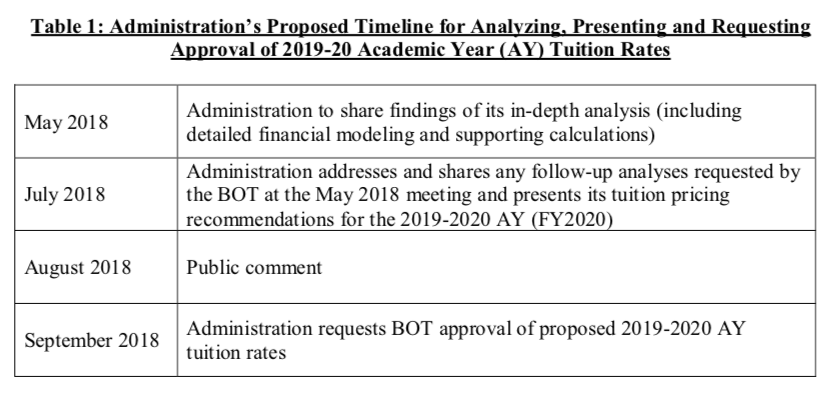 Table 1: Administration's Proposed Timeline for Analyzing, Presenting and Requesting
Approval of 2019-20 Academic Year (AY) Tuition Rates
May 2018
Administration to share findings of its in-depth analysis (including
detailed financial modeling and supporting calculations)
July 2018
Administration addresses and shares any follow-up analyses requested by
the BOT at the May 2018 meeting and presents its tuition pricing
recommendations for the 2019-2020 AY (FY2020)
August 2018
Public comment
September 2018
Administration requests BOT approval of proposed 2019-2020 AY
tuition rates